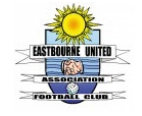 EASTBOURNE UNITED
ASSOCIATION
FOOTBALL CLUB